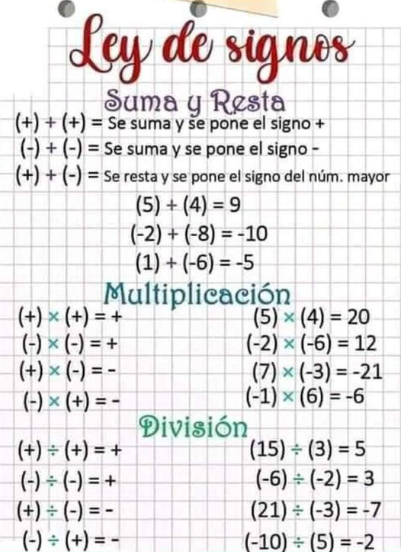 Ley de signos
Suma y Resta
(+) + (+) = Se suma y se pone el signo +
(-) + (-) = Se suma y se pone el signo -
(+) + (-) = Se resta y se pone el signo del núm. mayor
(5) + (4) = 9
(-2) + (-8) = -10
(1) + (-6) = -5
Multiplicación
(+) × (+) = + (5) × (4) = 20
(-) × (-) = + (-2) × (-6) = 12
(+) × (-) = - (7) × (-3) = -21
(-) × (+) = - (-1) × (6) = -6
División
(+) ÷ (+) = + (15) ÷ (3) = 5
(-) ÷ (-) = + (-6) ÷ (-2) = 3
(+) ÷ (-) = - (21) ÷ (-3) = -7
(-) ÷ (+) = - (-10) ÷ (5) = -2